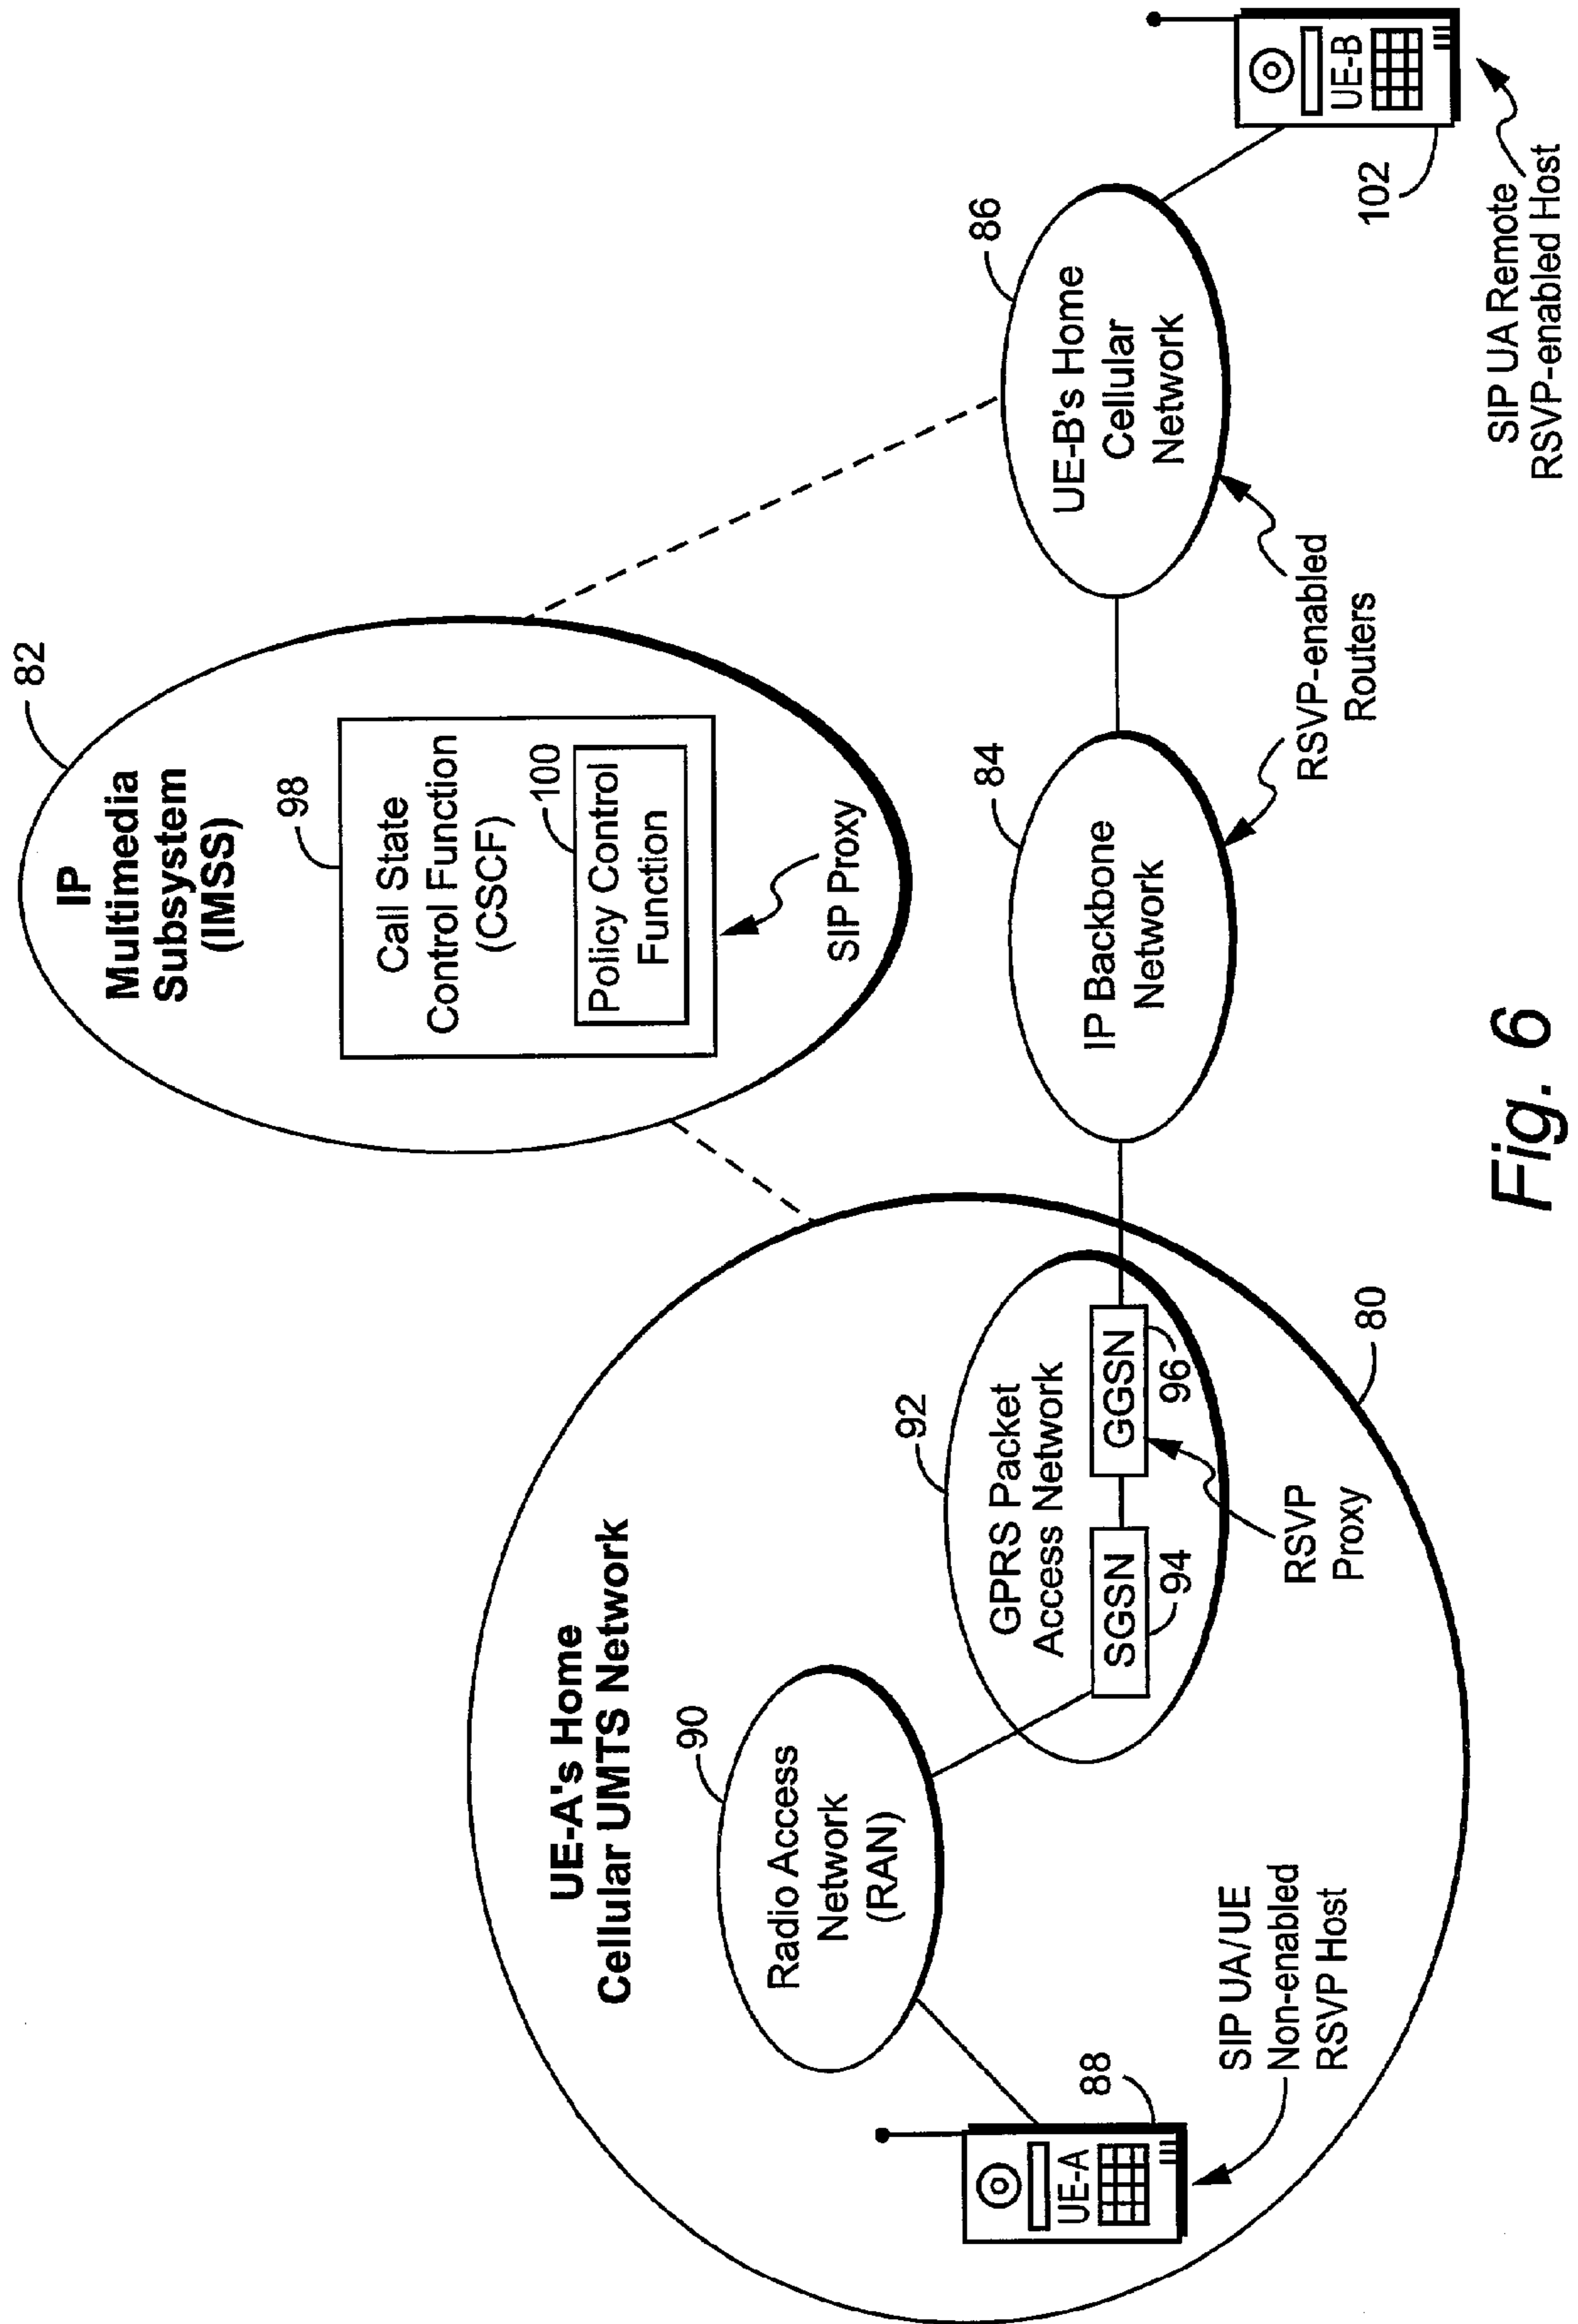 82
IP
Multimedia
Subsystem
(IMSS)
98
Call State
Control Function
(CSCF)
100
Policy Control
Function
SIP Proxy
UE-A's Home
Cellular UMTS Network
90
Radio Access
Network
(RAN)
92
GPRS Packet
Access Network
SGSN
94
GGSN
96
RSVP
Proxy
80
UE-A
88
SIP UA/UE
Non-enabled
RSVP Host
84
IP Backbone
Network
86
UE-B's Home
Cellular
Network
RSVP-enabled
Routers
UE-B
102
SIP UA Remote
RSVP-enabled Host
Fig. 6